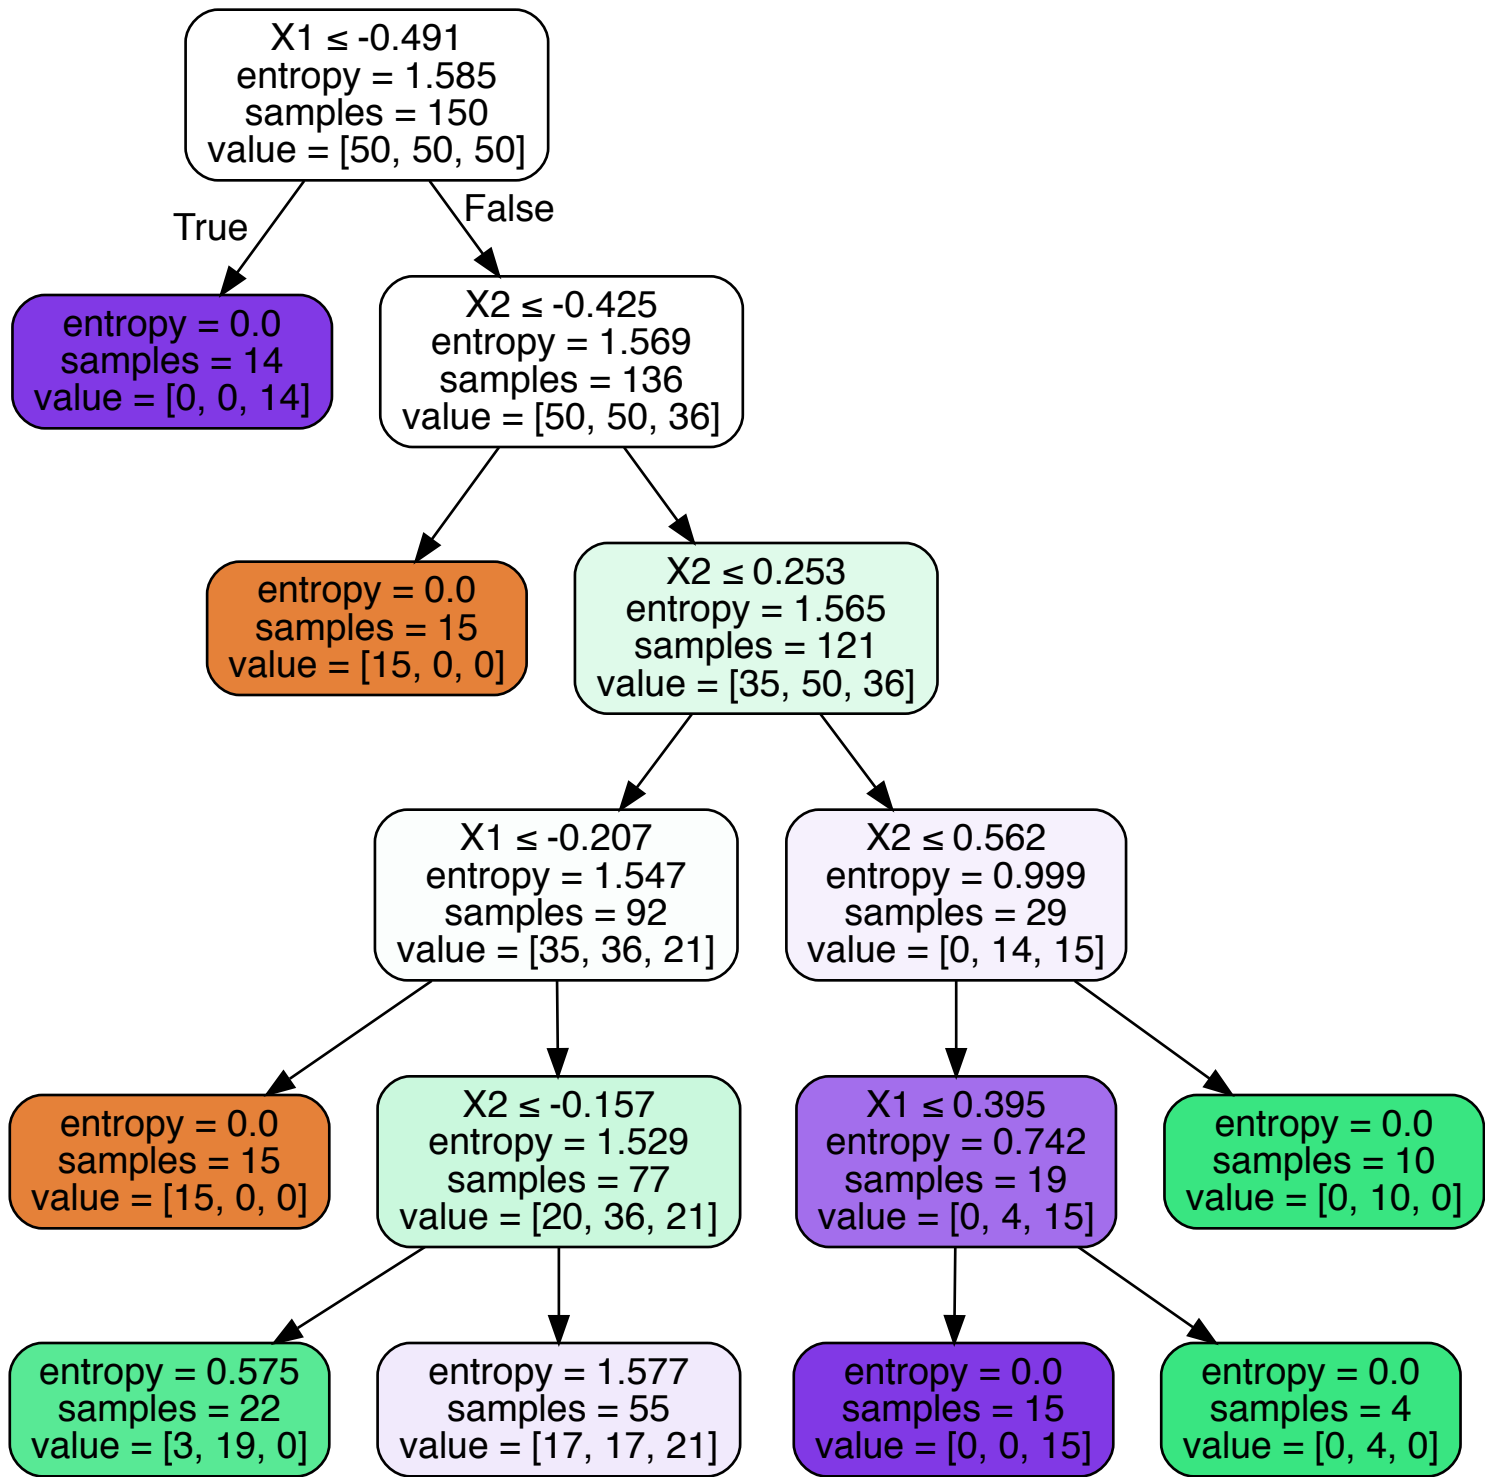 X1 ≤ -0.491
entropy = 1.585
samples = 150
value = [50, 50, 50]
True
False
entropy = 0.0
samples = 14
value = [0, 0, 14]
X2 ≤ -0.425
entropy = 1.569
samples = 136
value = [50, 50, 36]
entropy = 0.0
samples = 15
value = [15, 0, 0]
X2 ≤ 0.253
entropy = 1.565
samples = 121
value = [35, 50, 36]
X1 ≤ -0.207
entropy = 1.547
samples = 92
value = [35, 36, 21]
X2 ≤ 0.562
entropy = 0.999
samples = 29
value = [0, 14, 15]
entropy = 0.0
samples = 15
value = [15, 0, 0]
X2 ≤ -0.157
entropy = 1.529
samples = 77
value = [20, 36, 21]
X1 ≤ 0.395
entropy = 0.742
samples = 19
value = [0, 4, 15]
entropy = 0.0
samples = 10
value = [0, 10, 0]
entropy = 0.575
samples = 22
value = [3, 19, 0]
entropy = 1.577
samples = 55
value = [17, 17, 21]
entropy = 0.0
samples = 15
value = [0, 0, 15]
entropy = 0.0
samples = 4
value = [0, 4, 0]